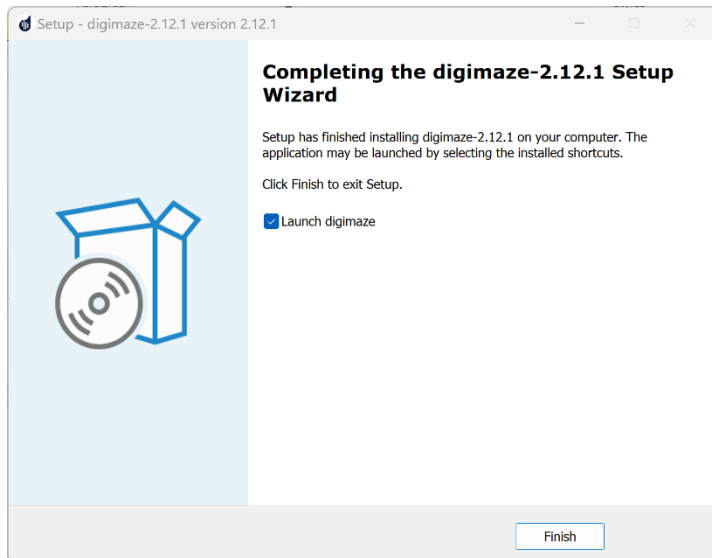 Setup - digimaze-2.12.1 version 2.12.1
Completing the digimaze-2.12.1 Setup
Wizard
Setup has finished installing digimaze-2.12.1 on your computer. The
application may be launched by selecting the installed shortcuts.
Click Finish to exit Setup.
Launch digimaze
Finish